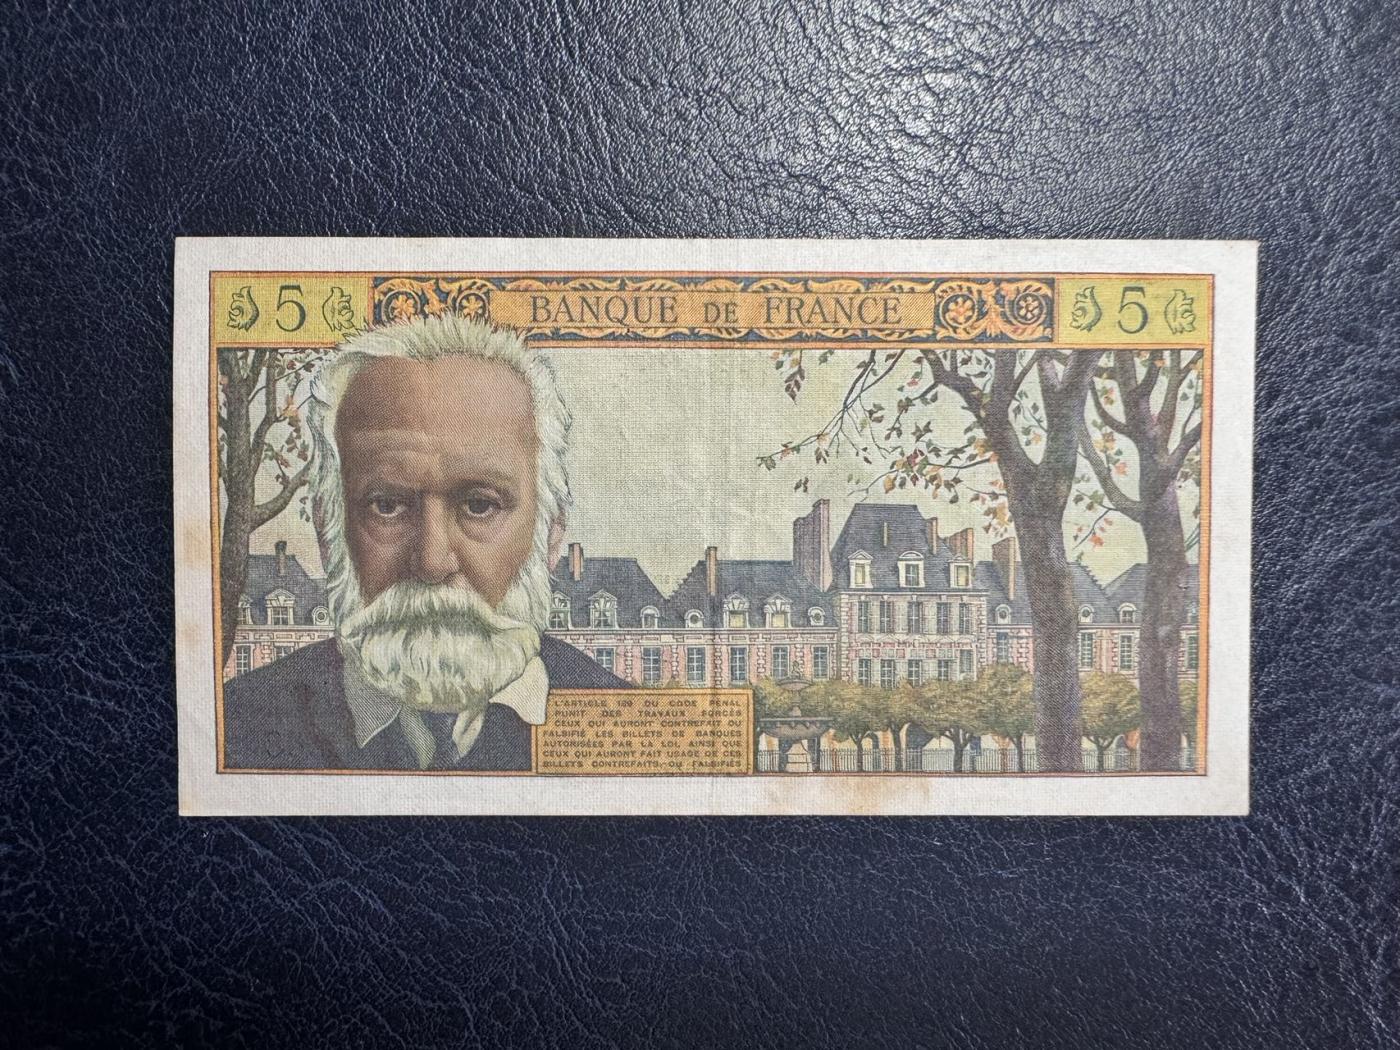 5 BANQUE DE FRANCE 5
L'ARTICLE 139 DU CODE PÉNAL
PUNIT DES TRAVAUX FORCÉS
CEUX QUI AURONT CONTREFAIT OU
FALSIFIÉ LES BILLETS DE BANQUES
AUTORISÉES PAR LA LOI, AINSI QUE
CEUX QUI AURONT FAIT USAGE DE CES
BILLETS CONTREFAITS OU FALSIFIÉS